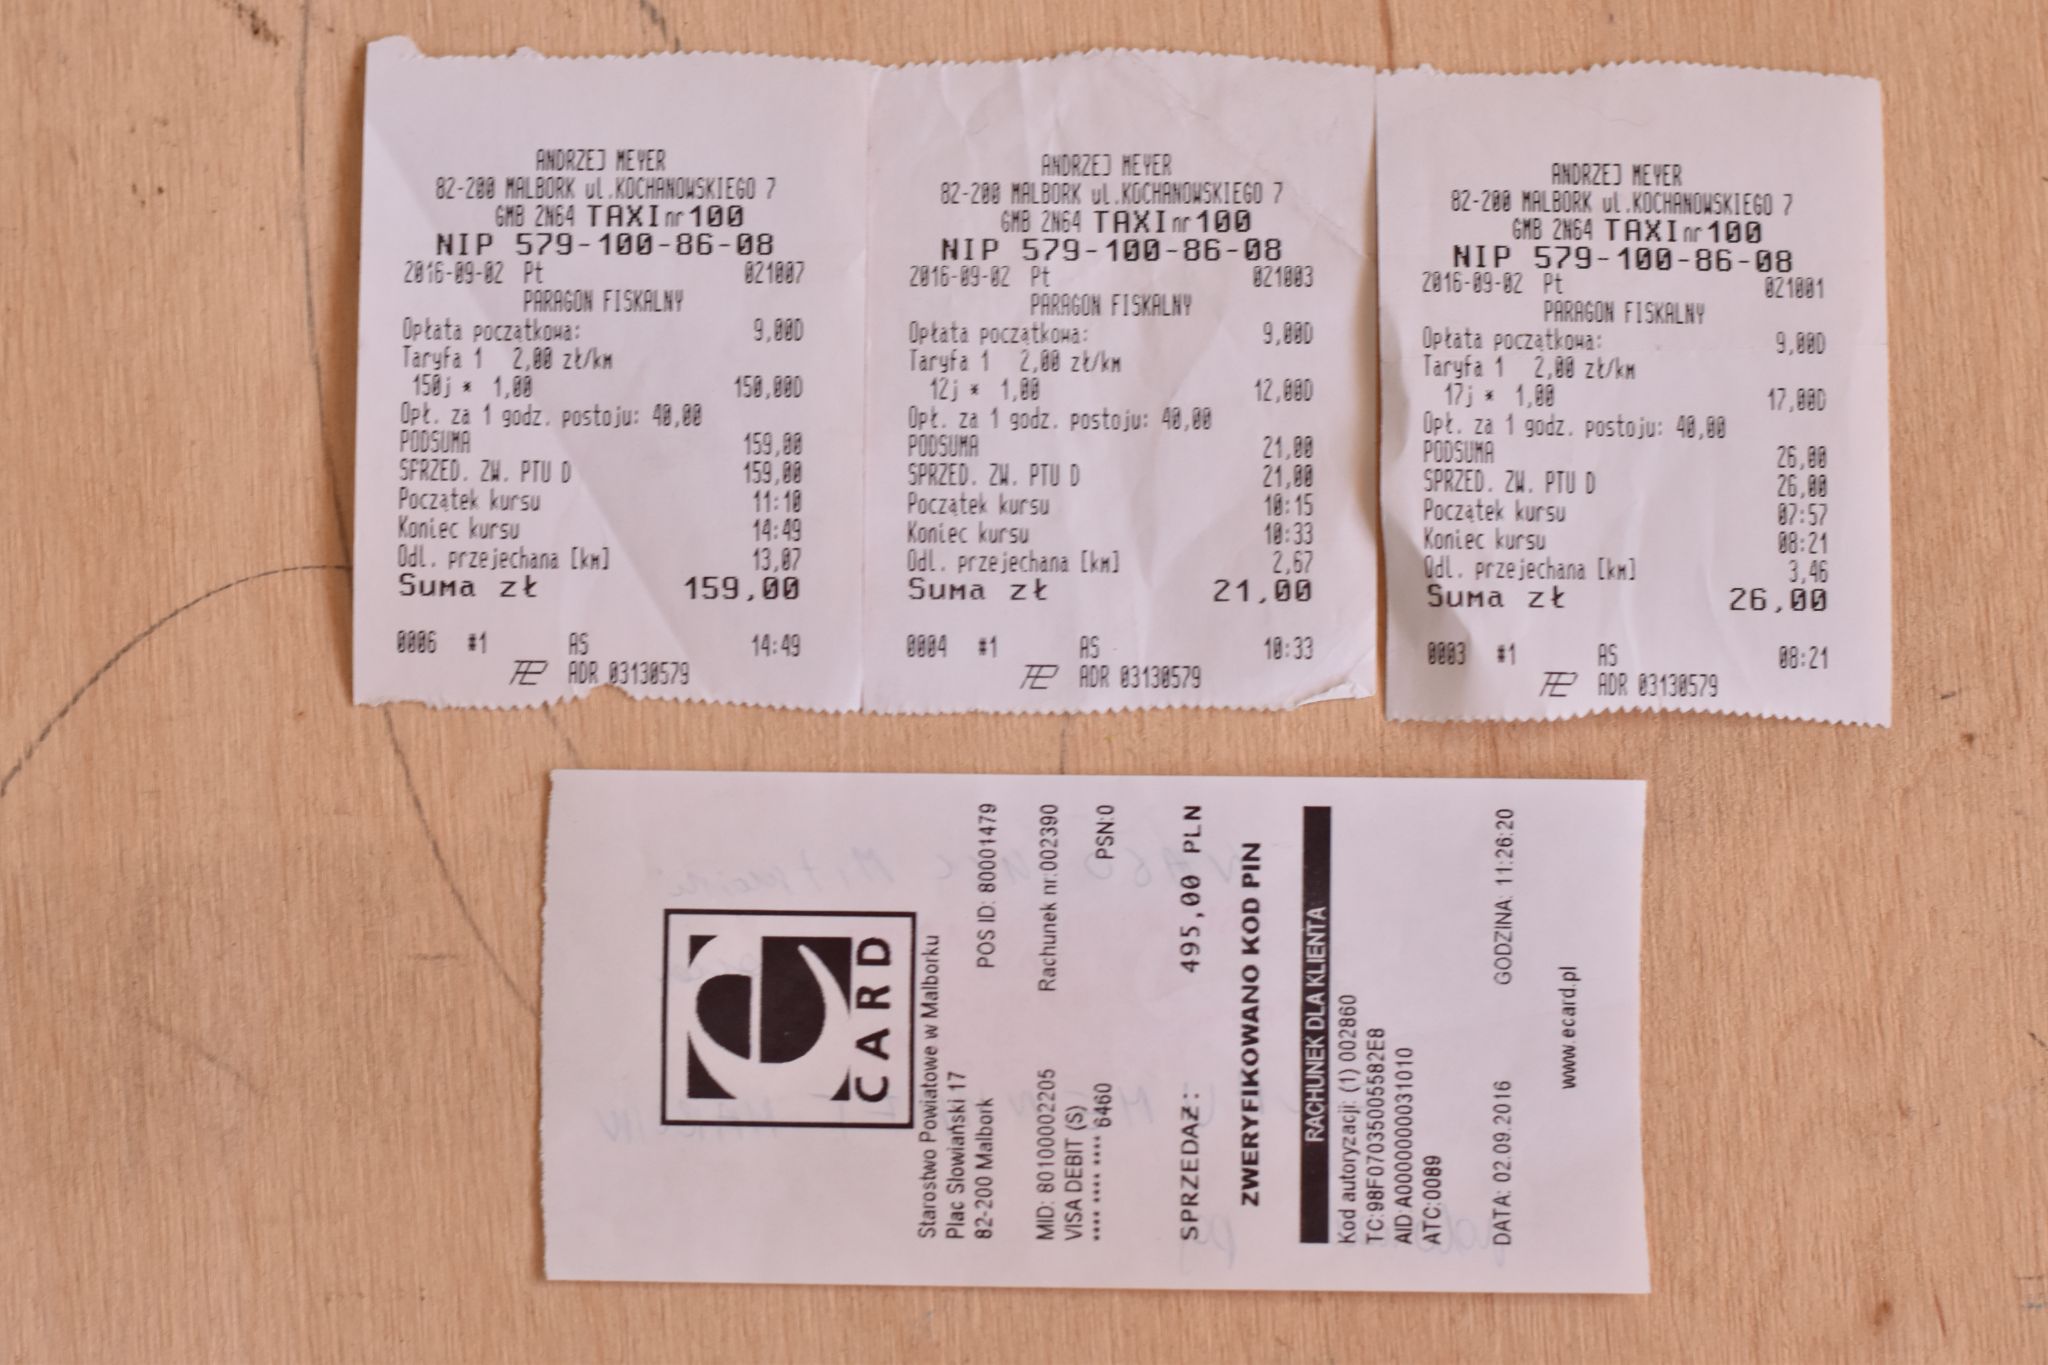 ANDRZEJ MEYER
82-200 MALBORK ul.KOCHANOWSKIEGO 7
GMB 2N64 TAXI nr 100
NIP 579-100-86-08
2016-09-02 Pt 021007
PARAGON FISKALNY
Opłata początkowa: 9,00D
Taryfa 1 2,00 zł/km
150j * 1,00 150,00D
Opł. za 1 godz. postoju: 40,00
PODSUMA 159,00
SPRZED. ZW. PTU D 159,00
Początek kursu 11:10
Koniec kursu 14:49
Odl. przejechana [km] 13,07
Suma zł 159,00
0006 #1 AS 14:49
ADR 03130579
ANDRZEJ MEYER
82-200 MALBORK ul.KOCHANOWSKIEGO 7
GMB 2N64 TAXI nr 100
NIP 579-100-86-08
2016-09-02 Pt 021003
PARAGON FISKALNY
Opłata początkowa: 9,00D
Taryfa 1 2,00 zł/km
12j * 1,00 12,00D
Opł. za 1 godz. postoju: 40,00
PODSUMA 21,00
SPRZED. ZW. PTU D 21,00
Początek kursu 10:15
Koniec kursu 10:33
Odl. przejechana [km] 2,67
Suma zł 21,00
0004 #1 AS 10:33
ADR 03130579
ANDRZEJ MEYER
82-200 MALBORK ul.KOCHANOWSKIEGO 7
GMB 2N64 TAXI nr 100
NIP 579-100-86-08
2016-09-02 Pt 021001
PARAGON FISKALNY
Opłata początkowa: 9,00D
Taryfa 1 2,00 zł/km
17j * 1,00 17,00D
Opł. za 1 godz. postoju: 40,00
PODSUMA 26,00
SPRZED. ZW. PTU D 26,00
Początek kursu 07:57
Koniec kursu 08:21
Odl. przejechana [km] 3,46
Suma zł 26,00
0003 #1 AS 08:21
ADR 03130579
e CARD
Starostwo Powiatowe w Malborku
Plac Słowiański 17
82-200 Malbork POS ID: 80001479
MID: 80100002205 Rachunek nr:002390
VISA DEBIT (S)
**** **** **** 6460 PSN:0
SPRZEDAŻ: 495,00 PLN
ZWERYFIKOWANO KOD PIN
RACHUNEK DLA KLIENTA
Kod autoryzacji: (1) 002860
TC:98F07035005582E8
AID:A0000000031010
ATC:0089
DATA: 02.09.2016 GODZINA: 11:26:20
www.ecard.pl